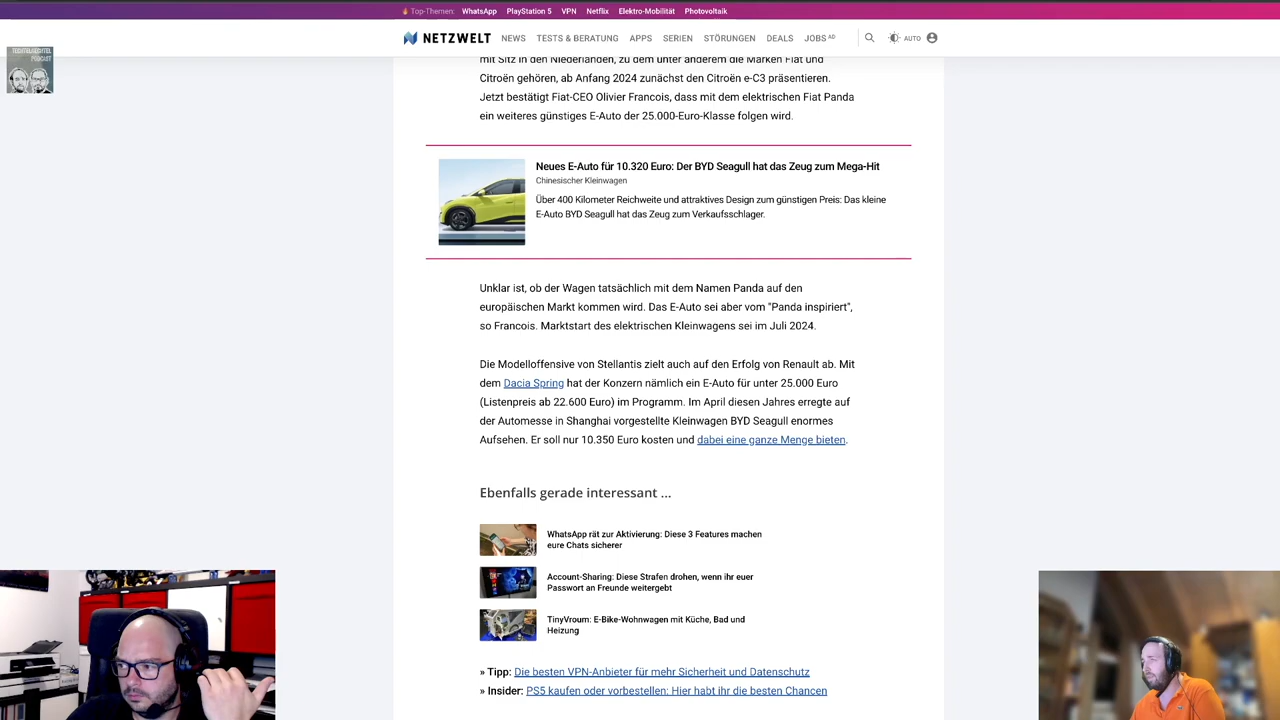 Top-Themen: WhatsApp PlayStation 5 VPN Netflix Elektro-Mobilität Photovoltaik
NETZWELT NEWS TESTS & BERATUNG APPS SERIEN STÖRUNGEN DEALS JOBS AD AUTO
TECHTELMECHTEL
PODCAST
mit Sitz in den Niederlanden, zu dem unter anderem die Marken Fiat und
Citroën gehören, ab Anfang 2024 zunächst den Citroën e-C3 präsentieren.
Jetzt bestätigt Fiat-CEO Olivier Francois, dass mit dem elektrischen Fiat Panda
ein weiteres günstiges E-Auto der 25.000-Euro-Klasse folgen wird.
Neues E-Auto für 10.320 Euro: Der BYD Seagull hat das Zeug zum Mega-Hit
Chinesischer Kleinwagen
Über 400 Kilometer Reichweite und attraktives Design zum günstigen Preis: Das kleine
E-Auto BYD Seagull hat das Zeug zum Verkaufsschlager.
Unklar ist, ob der Wagen tatsächlich mit dem Namen Panda auf den
europäischen Markt kommen wird. Das E-Auto sei aber vom "Panda inspiriert",
so Francois. Marktstart des elektrischen Kleinwagens sei im Juli 2024.
Die Modelloffensive von Stellantis zielt auch auf den Erfolg von Renault ab. Mit
dem Dacia Spring hat der Konzern nämlich ein E-Auto für unter 25.000 Euro
(Listenpreis ab 22.600 Euro) im Programm. Im April diesen Jahres erregte auf
der Automesse in Shanghai vorgestellte Kleinwagen BYD Seagull enormes
Aufsehen. Er soll nur 10.350 Euro kosten und dabei eine ganze Menge bieten.
Ebenfalls gerade interessant ...
WhatsApp rät zur Aktivierung: Diese 3 Features machen
eure Chats sicherer
Account-Sharing: Diese Strafen drohen, wenn ihr euer
Passwort an Freunde weitergebt
TinyVroum: E-Bike-Wohnwagen mit Küche, Bad und
Heizung
» Tipp: Die besten VPN-Anbieter für mehr Sicherheit und Datenschutz
» Insider: PS5 kaufen oder vorbestellen: Hier habt ihr die besten Chancen